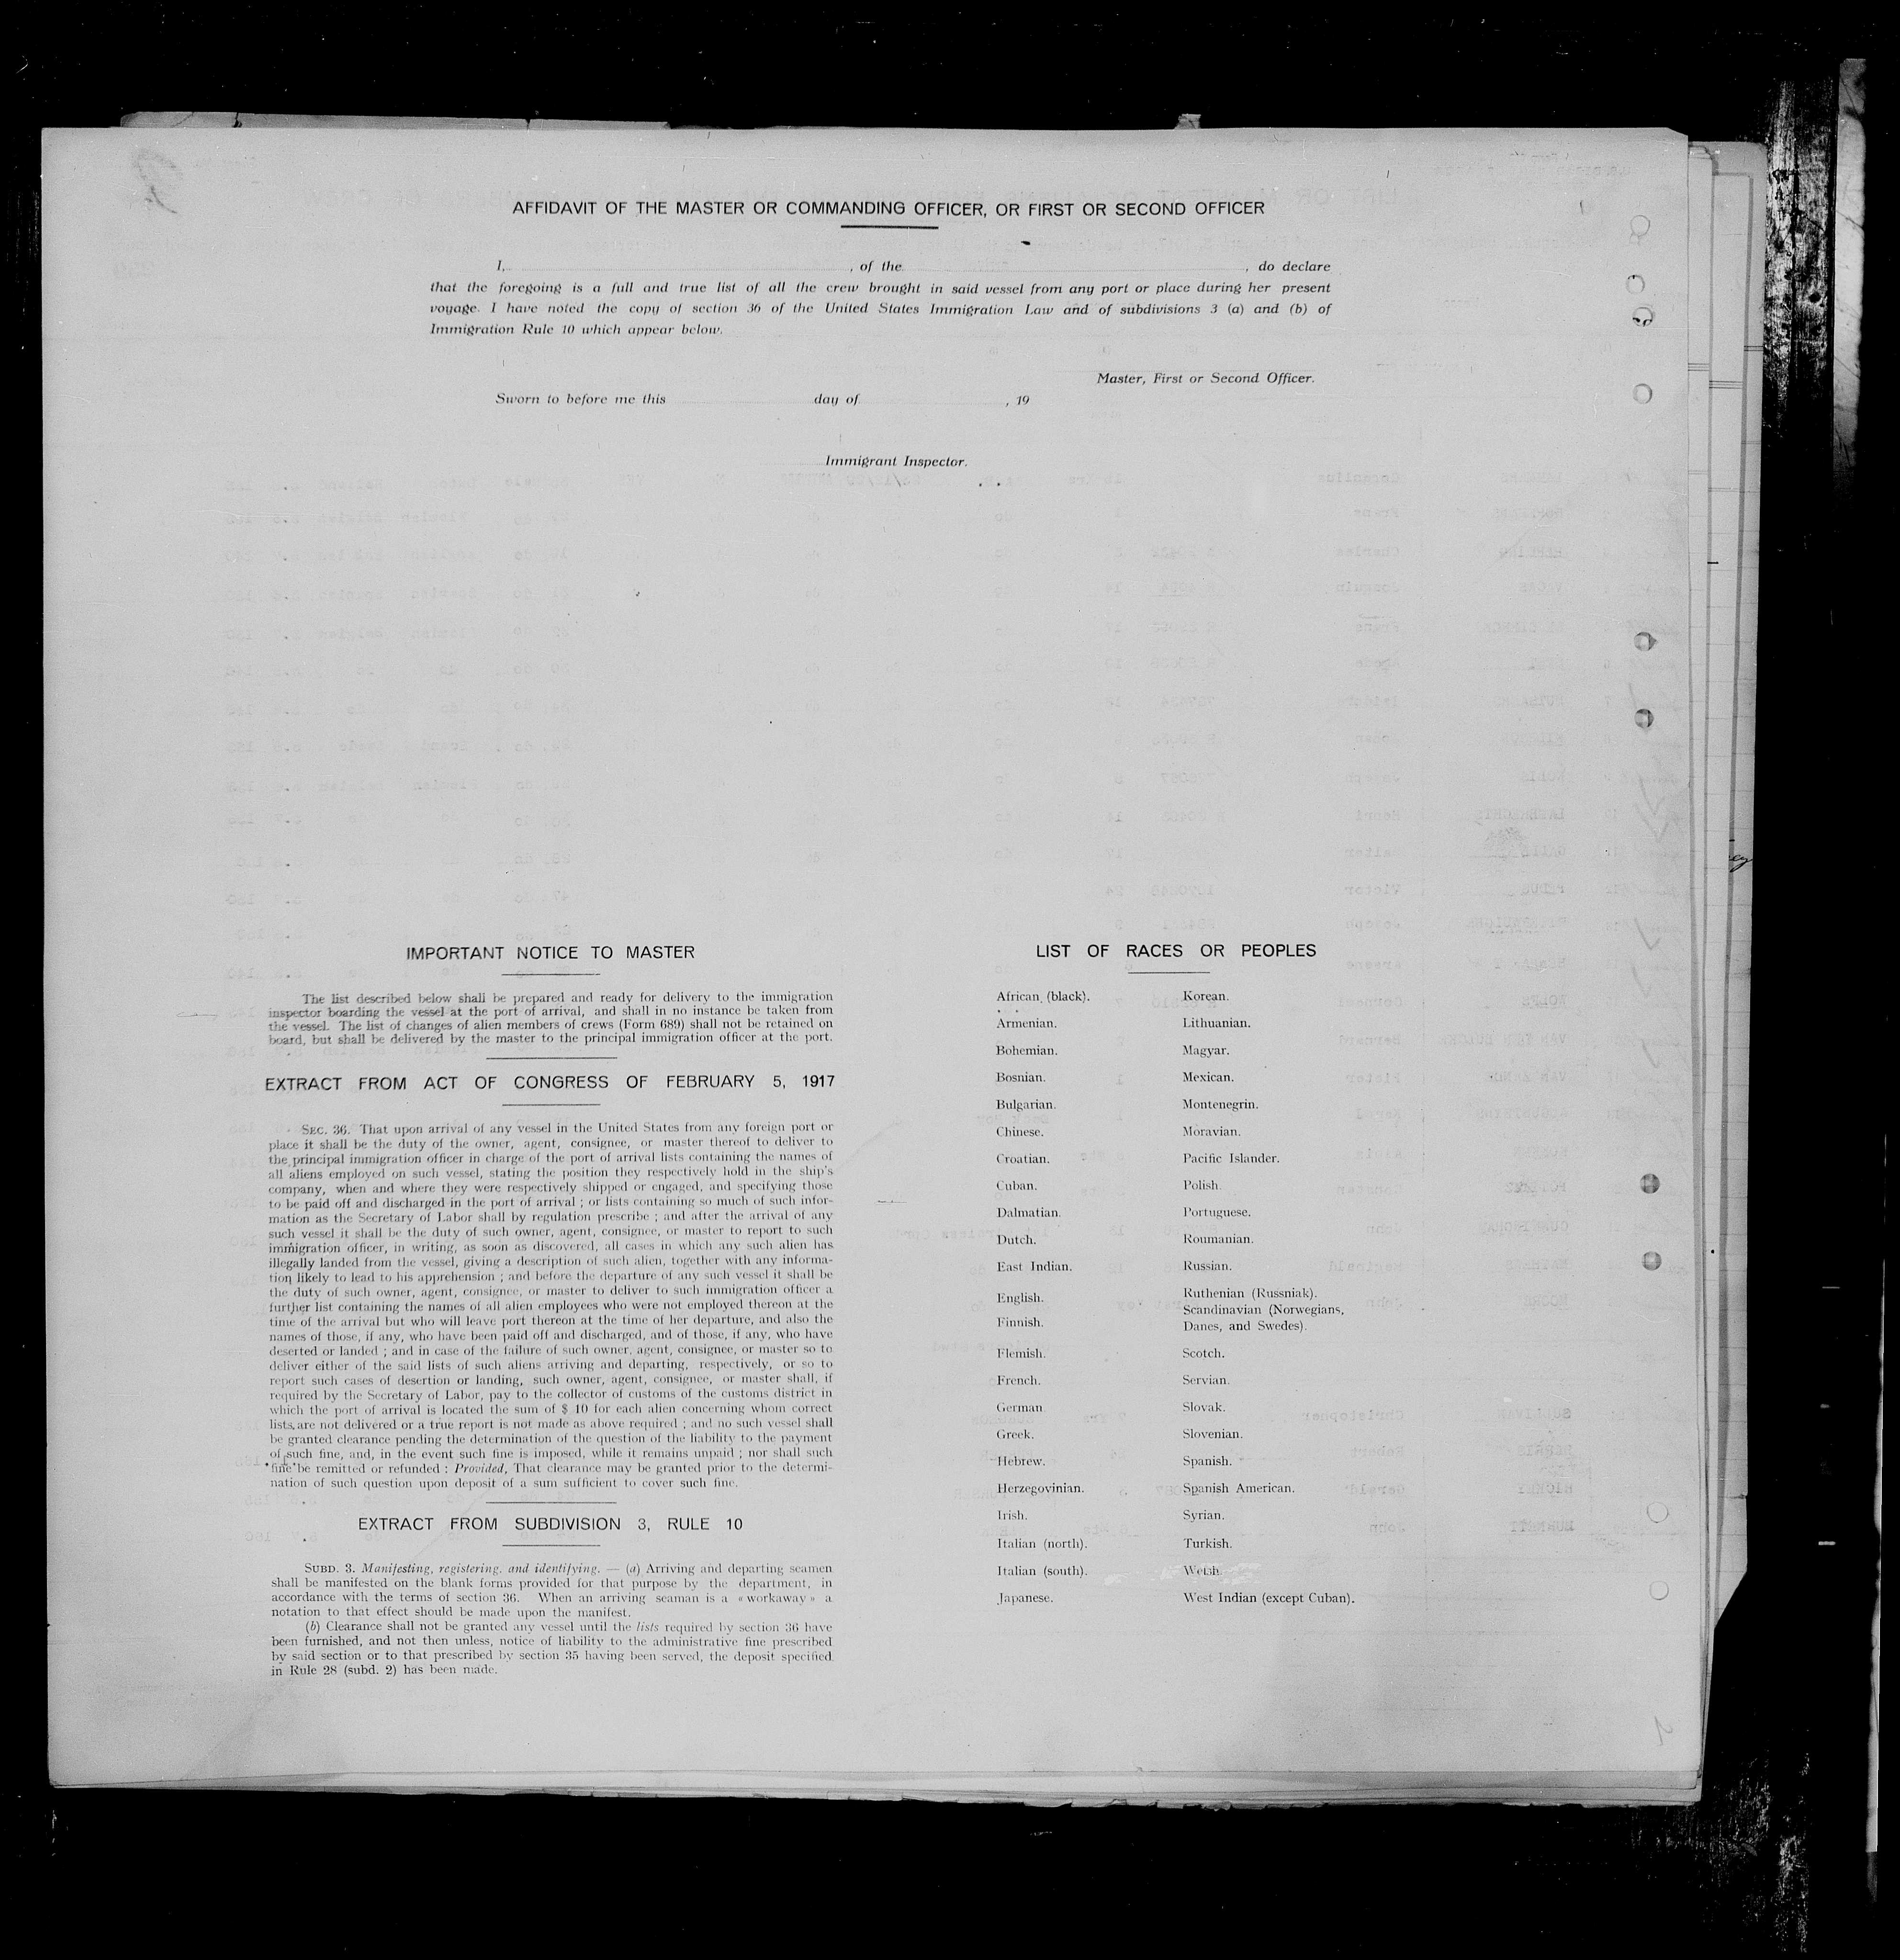 AFFIDAVIT OF THE MASTER OR COMMANDING OFFICER, OR FIRST OR SECOND OFFICER
I, , of the , do declare
that the foregoing is a full and true list of all the crew brought in said vessel from any port or place during her present
voyage. I have noted the copy of section 36 of the United States Immigration Law and of subdivisions 3 (a) and (b) of
Immigration Rule 10 which appear below.
Master, First or Second Officer.
Sworn to before me this day of , 19
Immigrant Inspector.
IMPORTANT NOTICE TO MASTER
The list described below shall be prepared and ready for delivery to the immigration
inspector boarding the vessel at the port of arrival, and shall in no instance be taken from
the vessel. The list of changes of alien members of crews (Form 689) shall not be retained on
board, but shall be delivered by the master to the principal immigration officer at the port.
EXTRACT FROM ACT OF CONGRESS OF FEBRUARY 5, 1917
SEC. 36. That upon arrival of any vessel in the United States from any foreign port or
place it shall be the duty of the owner, agent, consignee, or master thereof to deliver to
the principal immigration officer in charge of the port of arrival lists containing the names of
all aliens employed on such vessel, stating the position they respectively hold in the ship's
company, when and where they were respectively shipped or engaged, and specifying those
to be paid off and discharged in the port of arrival ; or lists containing so much of such infor-
mation as the Secretary of Labor shall by regulation prescribe ; and after the arrival of any
such vessel it shall be the duty of such owner, agent, consignee, or master to report to such
immigration officer, in writing, as soon as discovered, all cases in which any such alien has
illegally landed from the vessel, giving a description of such alien, together with any informa-
tion likely to lead to his apprehension ; and before the departure of any such vessel it shall be
the duty of such owner, agent, consignee, or master to deliver to such immigration officer a
further list containing the names of all alien employees who were not employed thereon at the
time of the arrival but who will leave port thereon at the time of her departure, and also the
names of those, if any, who have been paid off and discharged, and of those, if any, who have
deserted or landed ; and in case of the failure of such owner, agent, consignee, or master so to
deliver either of the said lists of such aliens arriving and departing, respectively, or so to
report such cases of desertion or landing, such owner, agent, consignee, or master shall, if
required by the Secretary of Labor, pay to the collector of customs of the customs district in
which the port of arrival is located the sum of $ 10 for each alien concerning whom correct
lists are not delivered or a true report is not made as above required ; and no such vessel shall
be granted clearance pending the determination of the question of the liability to the payment
of such fine, and, in the event such fine is imposed, while it remains unpaid ; nor shall such
fine be remitted or refunded : Provided, That clearance may be granted prior to the determi-
nation of such question upon deposit of a sum sufficient to cover such fine.
EXTRACT FROM SUBDIVISION 3, RULE 10
SUBD. 3. Manifesting, registering, and identifying. — (a) Arriving and departing seamen
shall be manifested on the blank forms provided for that purpose by the department, in
accordance with the terms of section 36. When an arriving seaman is a « workaway » a
notation to that effect should be made upon the manifest.
(b) Clearance shall not be granted any vessel until the lists required by section 36 have
been furnished, and not then unless, notice of liability to the administrative fine prescribed
by said section or to that prescribed by section 35 having been served, the deposit specified
in Rule 28 (subd. 2) has been made.
LIST OF RACES OR PEOPLES
African (black).
Armenian.
Bohemian.
Bosnian.
Bulgarian.
Chinese.
Croatian.
Cuban.
Dalmatian.
Dutch.
East Indian.
English.
Finnish.
Flemish.
French.
German
Greek.
Hebrew.
Herzegovinian.
Irish.
Italian (north).
Italian (south).
Japanese.
Korean.
Lithuanian.
Magyar.
Mexican.
Montenegrin.
Moravian.
Pacific Islander.
Polish.
Portuguese.
Roumanian.
Russian.
Ruthenian (Russniak).
Scandinavian (Norwegians,
Danes, and Swedes).
Scotch.
Servian.
Slovak.
Slovenian.
Spanish.
Spanish American.
Syrian.
Turkish.
Welsh.
West Indian (except Cuban).